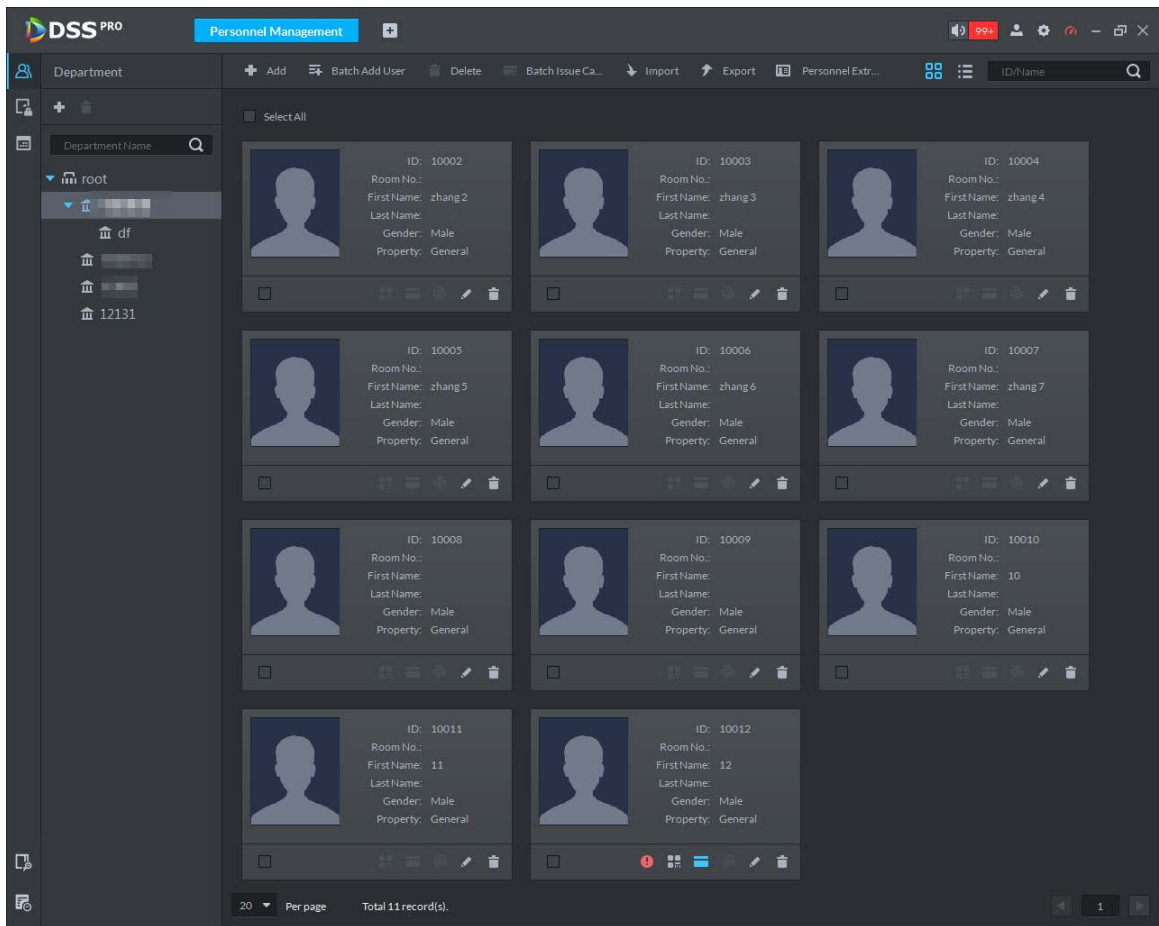 DSS PRO
Personnel Management
99+
Department
Add
Batch Add User
Delete
Batch Issue Ca...
Import
Export
Personnel Extr...
ID/Name
Select All
Department Name
root
df
12131
ID: 10002
Room No.:
First Name: zhang 2
Last Name:
Gender: Male
Property: General
ID: 10003
Room No.:
First Name: zhang 3
Last Name:
Gender: Male
Property: General
ID: 10004
Room No.:
First Name: zhang 4
Last Name:
Gender: Male
Property: General
ID: 10005
Room No.:
First Name: zhang 5
Last Name:
Gender: Male
Property: General
ID: 10006
Room No.:
First Name: zhang 6
Last Name:
Gender: Male
Property: General
ID: 10007
Room No.:
First Name: zhang 7
Last Name:
Gender: Male
Property: General
ID: 10008
Room No.:
First Name:
Last Name:
Gender: Male
Property: General
ID: 10009
Room No.:
First Name:
Last Name:
Gender: Male
Property: General
ID: 10010
Room No.:
First Name: 10
Last Name:
Gender: Male
Property: General
ID: 10011
Room No.:
First Name: 11
Last Name:
Gender: Male
Property: General
ID: 10012
Room No.:
First Name: 12
Last Name:
Gender: Male
Property: General
20 Per page Total 11 record(s).
1